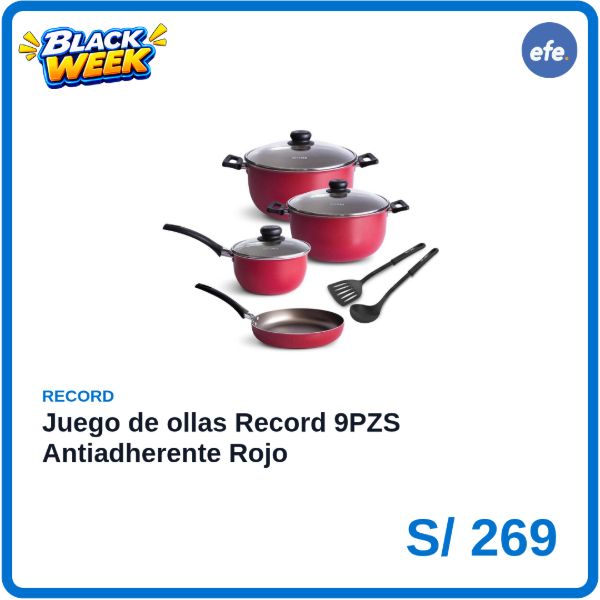 BLACK
WEEK
efe.
RECORD
Juego de ollas Record 9PZS
Antiadherente Rojo
S/ 269